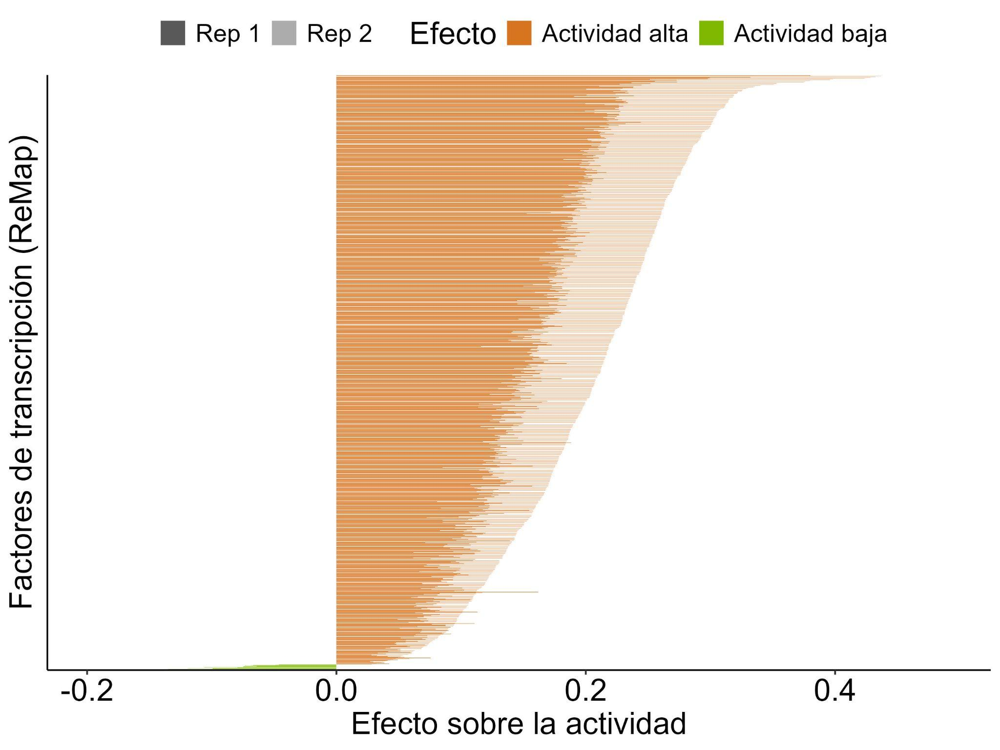 Rep 1 Rep 2 Efecto Actividad alta Actividad baja
Factores de transcripción (ReMap)
-0.2 0.0 0.2 0.4
Efecto sobre la actividad